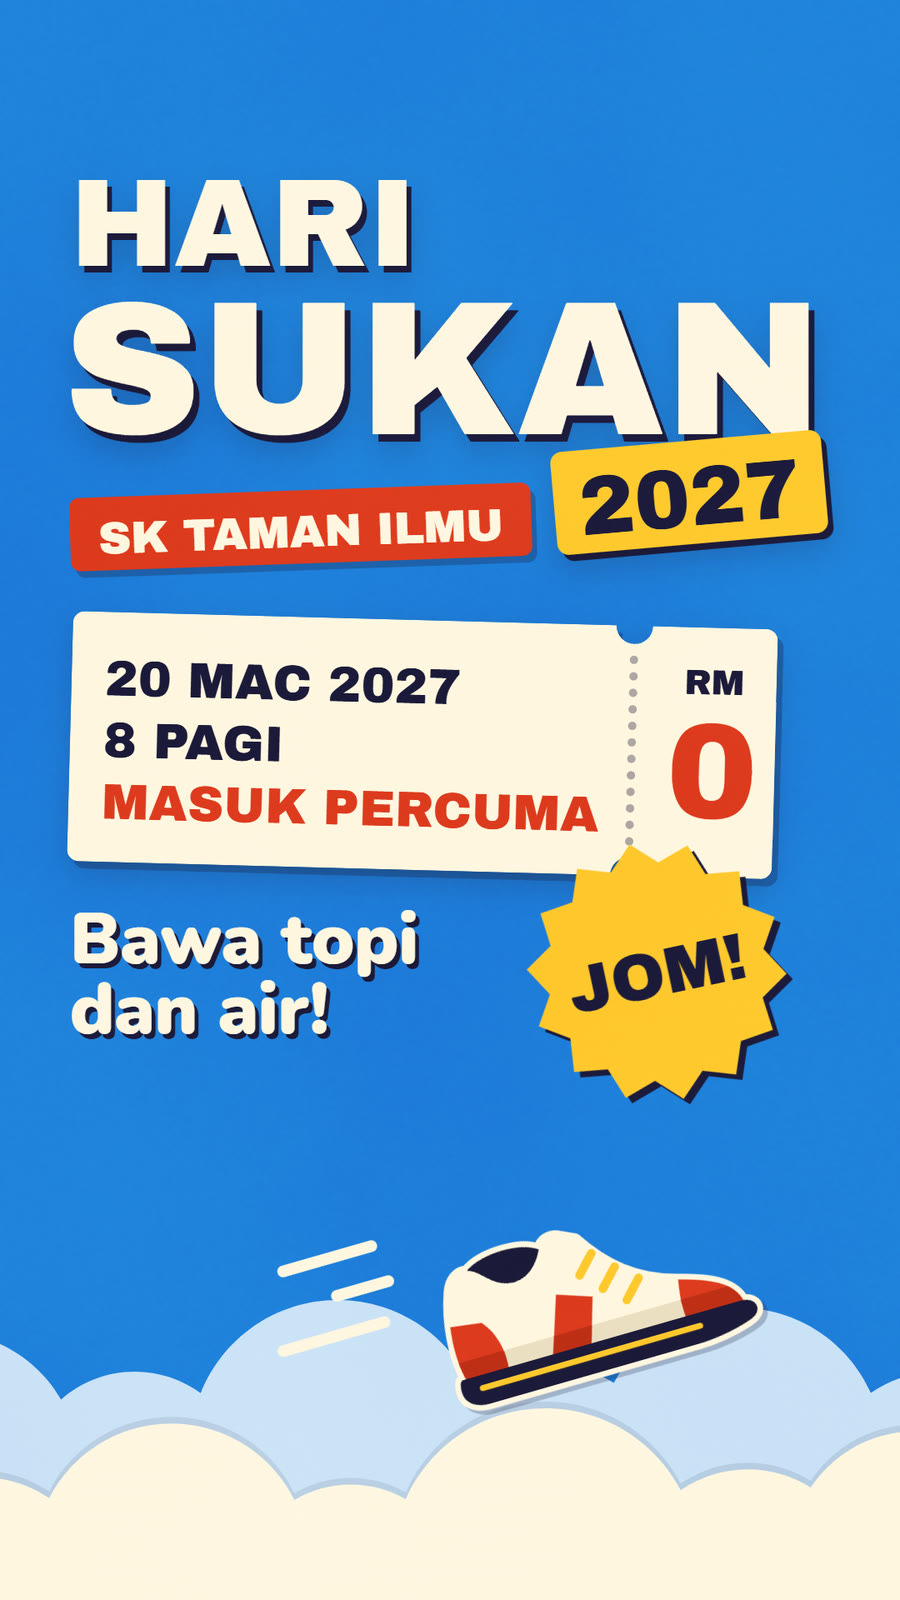 HARI
SUKAN
2027
SK TAMAN ILMU
20 MAC 2027
8 PAGI
MASUK PERCUMA
RM
0
Bawa topi
dan air!
JOM!